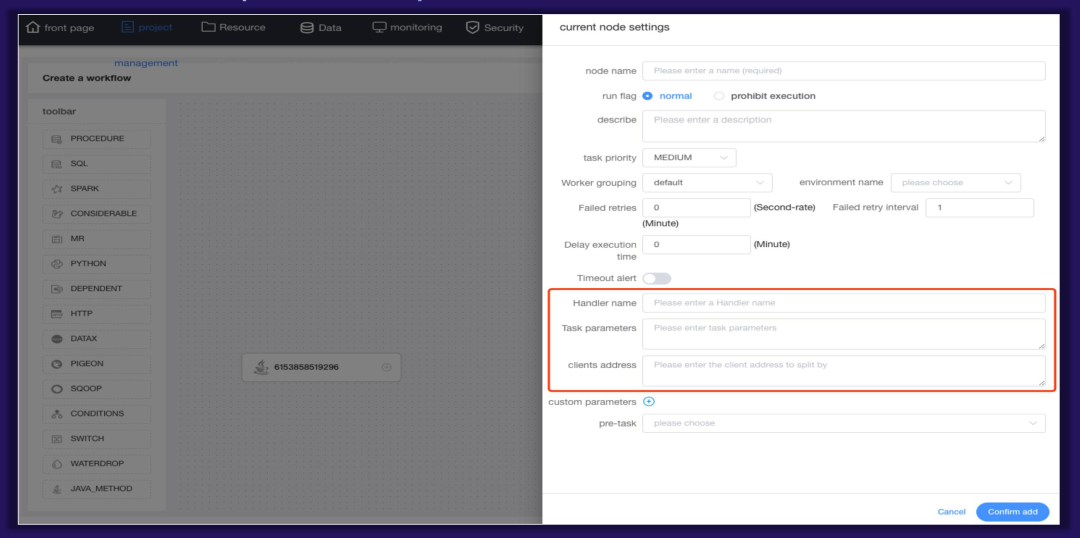 front page project Resource Data monitoring Security
management
Create a workflow
toolbar
PROCEDURE
SQL
SPARK
CONSIDERABLE
MR
PYTHON
DEPENDENT
HTTP
DATAX
PIGEON
SQOOP
CONDITIONS
SWITCH
WATERDROP
JAVA_METHOD
6153858519296
current node settings
node name Please enter a name (required)
run flag normal prohibit execution
describe Please enter a description
task priority MEDIUM
Worker grouping default environment name please choose
Failed retries 0 (Second-rate) Failed retry interval 1
(Minute)
Delay execution 0 (Minute)
time
Timeout alert
Handler name Please enter a Handler name
Task parameters Please enter task parameters
clients address Please enter the client address to split by
custom parameters
pre-task please choose
Cancel Confirm add